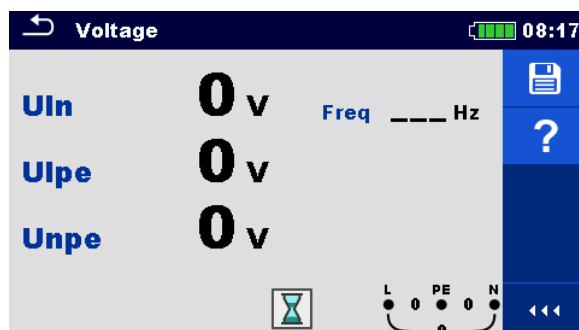 Voltage 08:17
Uln 0 V Freq ___ Hz
Ulpe 0 V
?
Unpe 0 V
L PE N
0 0
0